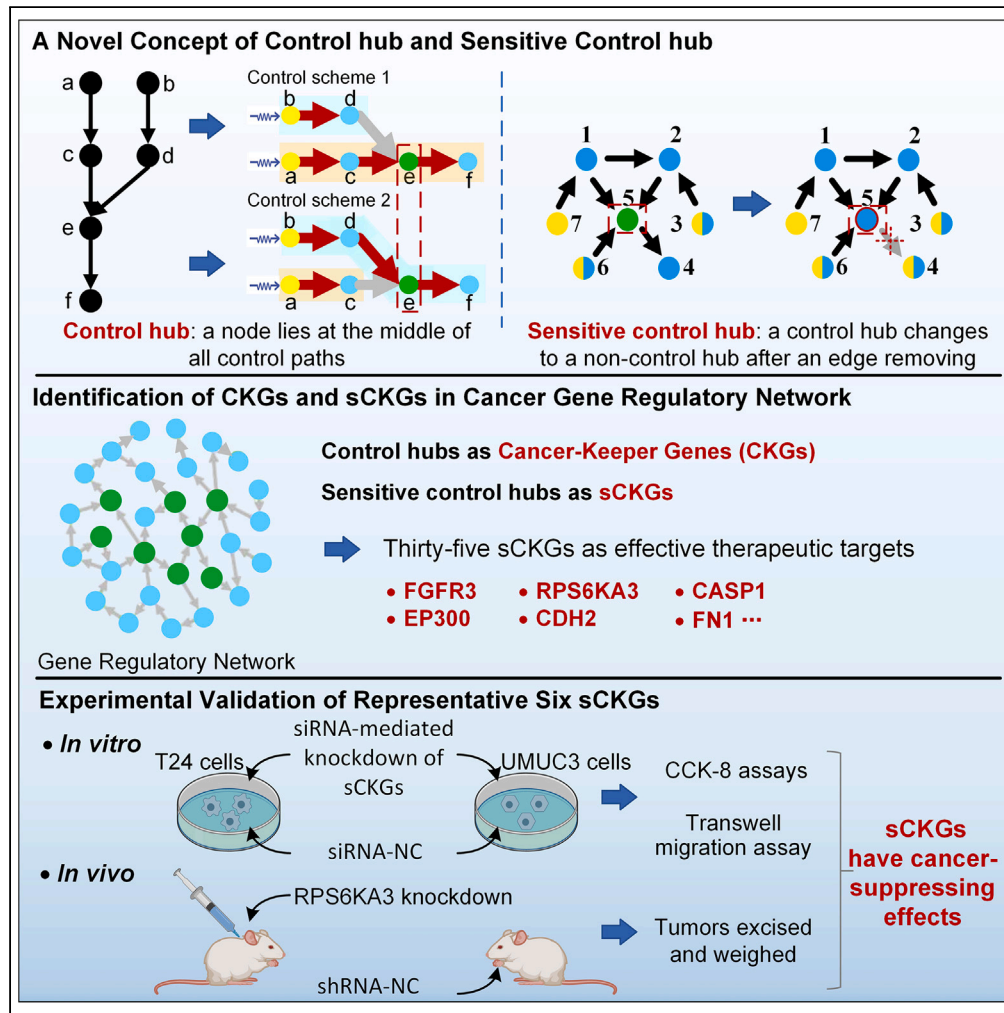 A Novel Concept of Control hub and Sensitive Control hub
a
b
c
d
e
f
Control scheme 1
b
d
a
c
e
f
Control scheme 2
b
d
a
c
e
f
1
2
5
7
3
6
4
1
2
5
7
3
6
4
Control hub: a node lies at the middle of
all control paths
Sensitive control hub: a control hub changes
to a non-control hub after an edge removing
Identification of CKGs and sCKGs in Cancer Gene Regulatory Network
Control hubs as Cancer-Keeper Genes (CKGs)
Sensitive control hubs as sCKGs
Thirty-five sCKGs as effective therapeutic targets
• FGFR3 • RPS6KA3 • CASP1
• EP300 • CDH2 • FN1 ···
Gene Regulatory Network
Experimental Validation of Representative Six sCKGs
• In vitro
T24 cells
siRNA-mediated
knockdown of
sCKGs
UMUC3 cells
siRNA-NC
CCK-8 assays
Transwell
migration assay
• In vivo
RPS6KA3 knockdown
shRNA-NC
Tumors excised
and weighed
sCKGs
have cancer-
suppressing
effects